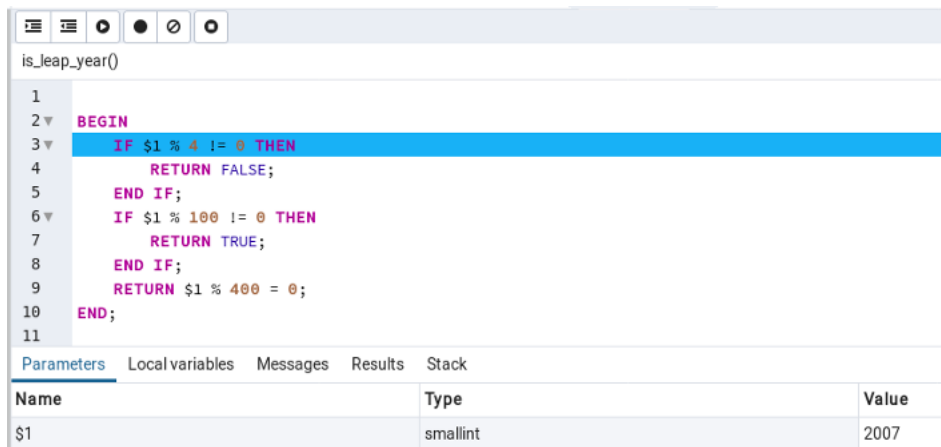 is_leap_year()
1
2 BEGIN
3 IF $1 % 4 != 0 THEN
4 RETURN FALSE;
5 END IF;
6 IF $1 % 100 != 0 THEN
7 RETURN TRUE;
8 END IF;
9 RETURN $1 % 400 = 0;
10 END;
11
Parameters Local variables Messages Results Stack
Name Type Value
$1 smallint 2007